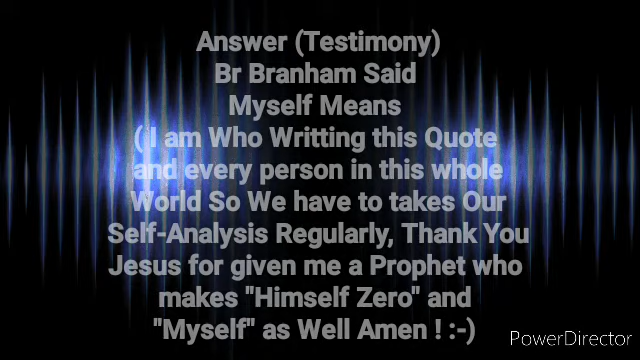 Answer (Testimony)
Br Branham Said
Myself Means
( I am Who Writting this Quote
and every person in this whole
World So We have to takes Our
Self-Analysis Regularly, Thank You
Jesus for given me a Prophet who
makes "Himself Zero" and
"Myself" as Well Amen ! :-)
PowerDirector